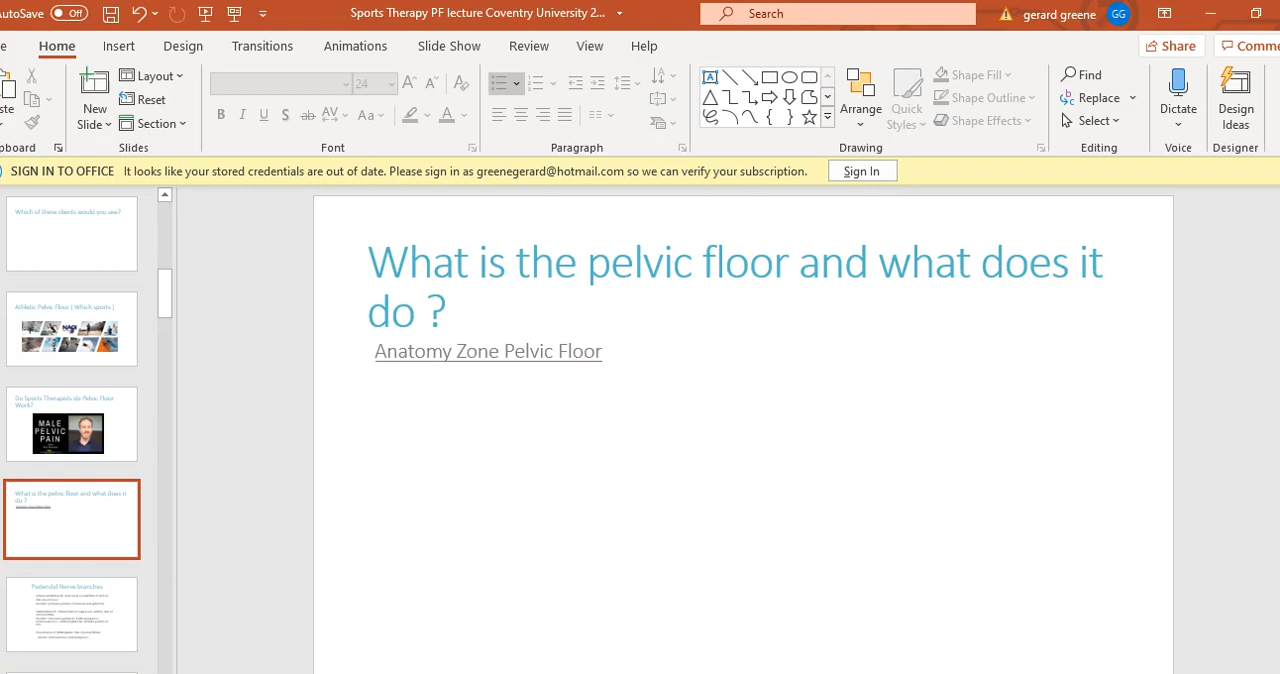 AutoSave Off Sports Therapy PF lecture Coventry University 2... Search gerard greene GG
e Home Insert Design Transitions Animations Slide Show Review View Help Share Comme
ste New Slide Layout Reset Section 24 Arrange Quick Styles Shape Fill Shape Outline Shape Effects Find Replace Select Dictate Design Ideas
pboard Slides Font Paragraph Drawing Editing Voice Designer
SIGN IN TO OFFICE It looks like your stored credentials are out of date. Please sign in as greenegerard@hotmail.com so we can verify your subscription. Sign In
Which of these clients would you see?
Athletic Pelvic Floor ( Which sports )
Do Sports Therapists do Pelvic Floor
Work?
MALE
PELVIC
PAIN
What is the pelvic floor and what does it
do ?
Pudendal Nerve branches
What is the pelvic floor and what does it
do ?
Anatomy Zone Pelvic Floor